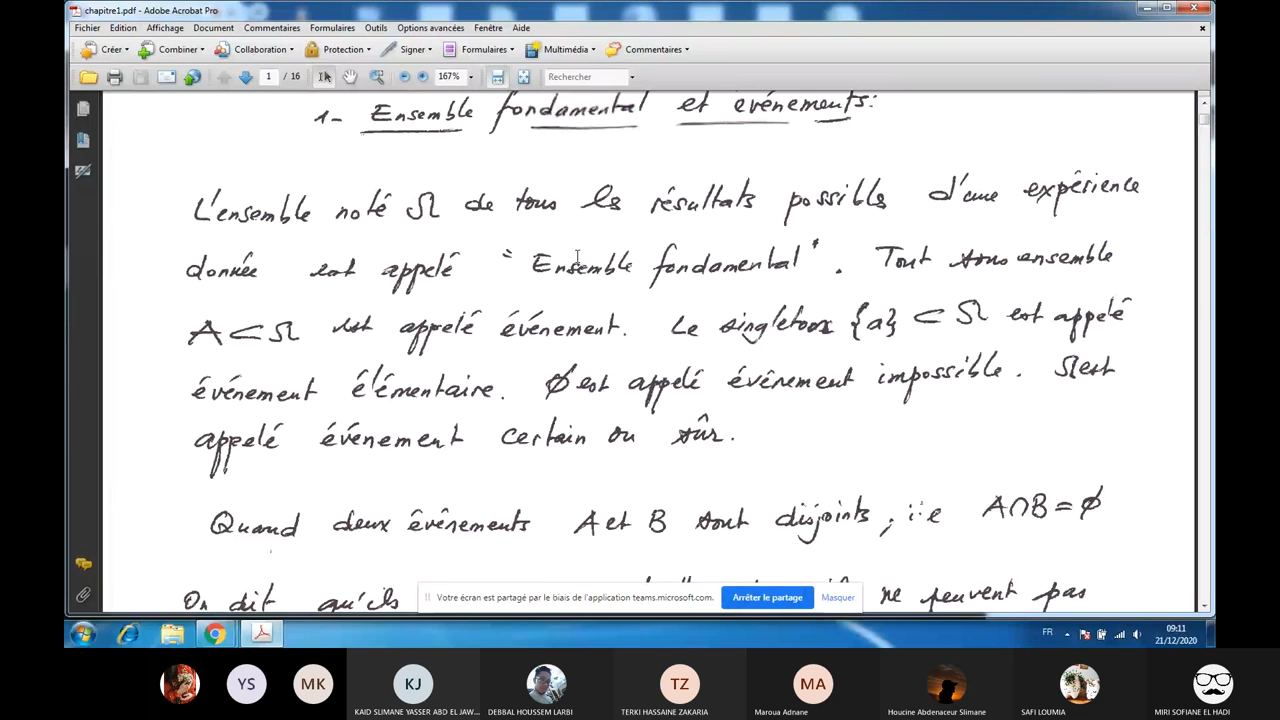 chapitre1.pdf - Adobe Acrobat Pro
Fichier Edition Affichage Document Commentaires Formulaires Outils Options avancées Fenêtre Aide
Créer Combiner Collaboration Protection Signer Formulaires Multimédia Commentaires
1 / 16 167% Rechercher
1- Ensemble fondamental et événements:
L'ensemble noté Ω de tous les résultats possibles d'une expérience
donnée est appelé "Ensemble fondamental". Tout sous ensemble
A⊂Ω est appelé événement. Le singleton {a} ⊂ Ω est appelé
événement élémentaire. ∅ est appelé événement impossible. Ω est
appelé événement certain ou sûr.
Quand deux événements A et B sont disjoints, i.e A∩B = ∅
On dit qu'ils ne peuvent pas
Votre écran est partagé par le biais de l'application teams.microsoft.com. Arrêter le partage Masquer
FR 09:11
21/12/2020
YS MK KJ TZ MA
KAID SLIMANE YASSER ABD EL JAW... DEBBAL HOUSSEM LARBI TERKI HASSAINE ZAKARIA Maroua Adnane Houcine Abdenaceur Slimane SAFI LOUMIA MIRI SOFIANE EL HADI